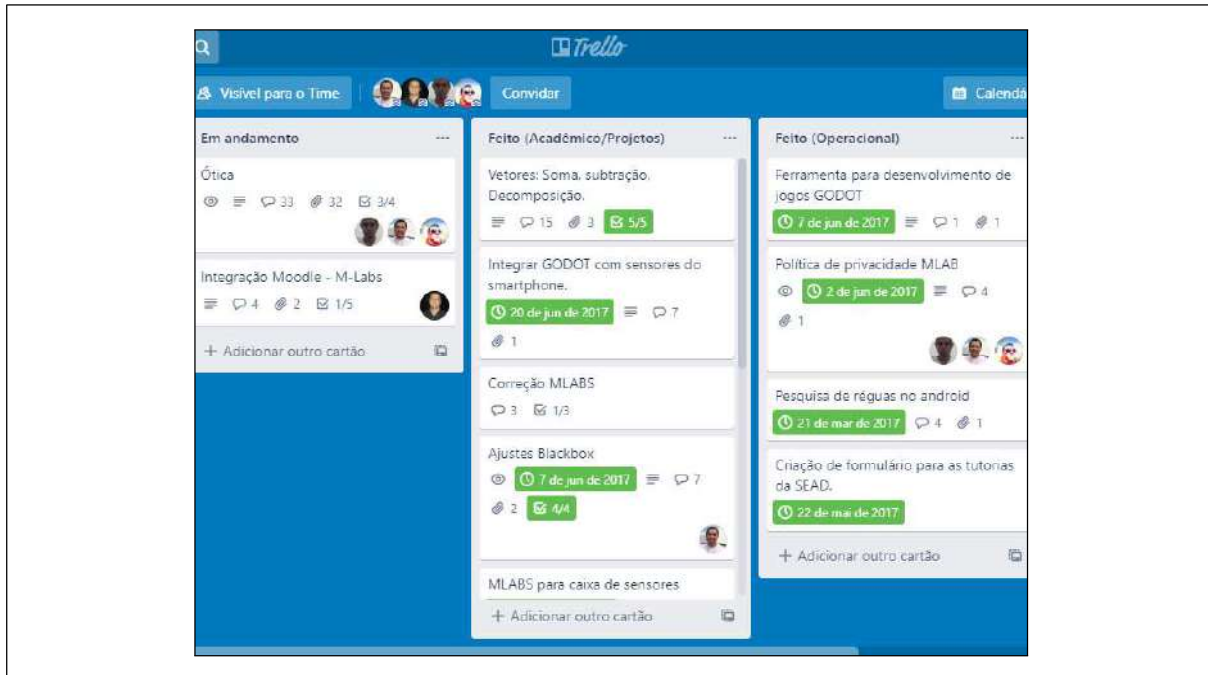 Trello
Visível para o Time
Convidar
Calendá
Em andamento
...
Ótica
33 32 3/4
Integração Moodle - M-Labs
4 2 1/5
+ Adicionar outro cartão
Feito (Acadêmico/Projetos)
...
Vetores: Soma, subtração.
Decomposição.
15 3 5/5
Integrar GODOT com sensores do
smartphone.
20 de jun de 2017 7
1
Correção MLABS
3 1/3
Ajustes Blackbox
7 de jun de 2017 7
2 4/4
MLABS para caixa de sensores
+ Adicionar outro cartão
Feito (Operacional)
...
Ferramenta para desenvolvimento de
jogos GODOT
7 de jun de 2017 1 1
Política de privacidade MLAB
2 de jun de 2017 4
1
Pesquisa de réguas no android
21 de mar de 2017 4 1
Criação de formulário para as tutorias
da SEAD.
22 de mai de 2017
+ Adicionar outro cartão